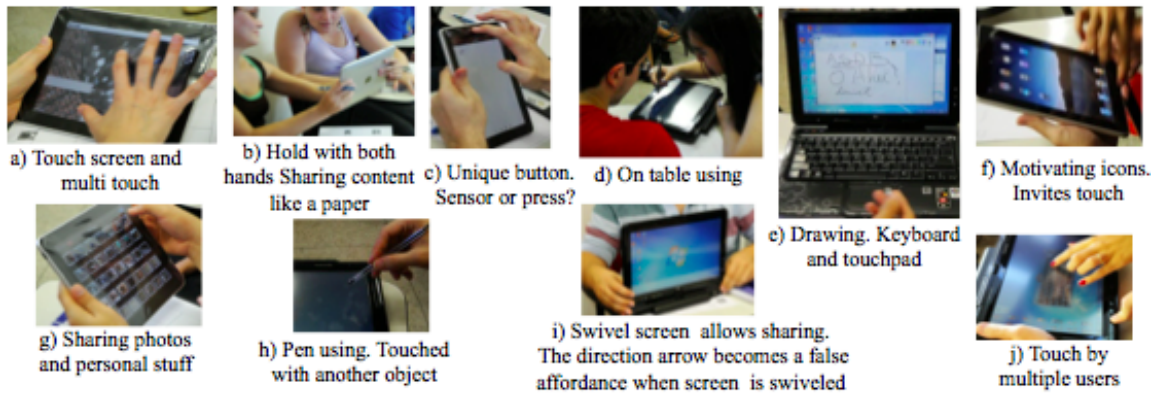 a) Touch screen and
multi touch
b) Hold with both
hands Sharing content
like a paper
c) Unique button.
Sensor or press?
d) On table using
e) Drawing. Keyboard
and touchpad
f) Motivating icons.
Invites touch
g) Sharing photos
and personal stuff
h) Pen using. Touched
with another object
i) Swivel screen allows sharing.
The direction arrow becomes a false
affordance when screen is swiveled
j) Touch by
multiple users